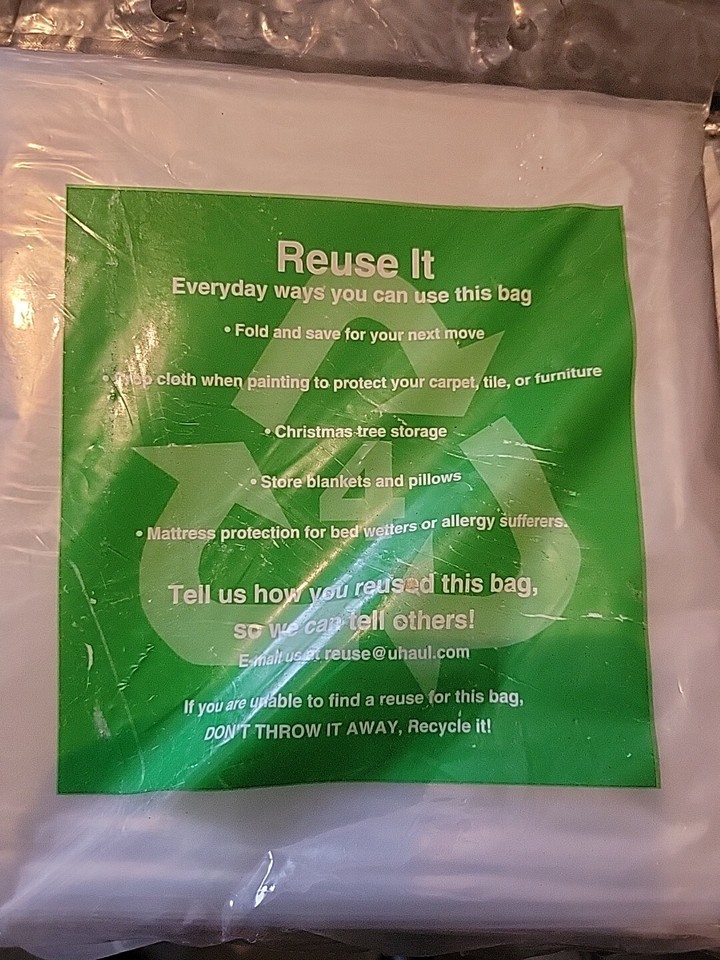 Reuse It
Everyday ways you can use this bag
• Fold and save for your next move
• Drop cloth when painting to protect your carpet, tile, or furniture
• Christmas tree storage
4
• Store blankets and pillows
• Mattress protection for bed wetters or allergy sufferers.
Tell us how you reused this bag,
so we can tell others!
E-mail us at reuse@uhaul.com
If you are unable to find a reuse for this bag,
DON'T THROW IT AWAY, Recycle it!